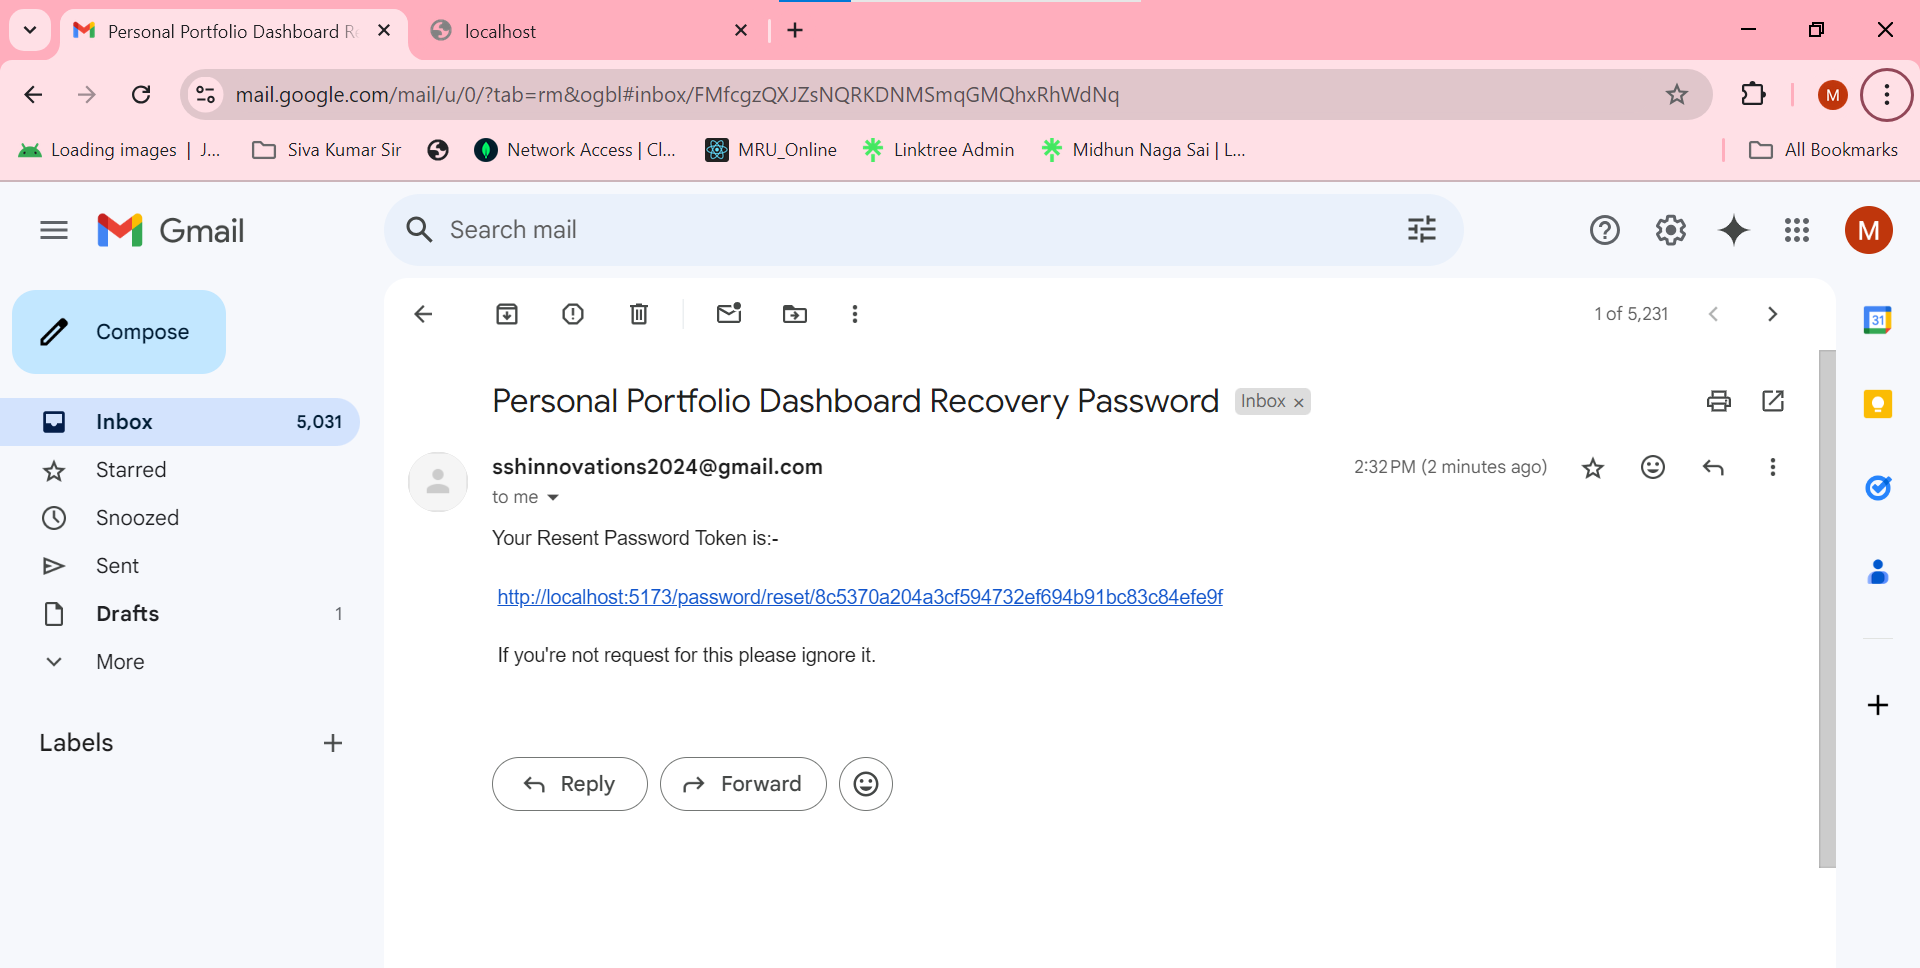 Personal Portfolio Dashboard Re
localhost
mail.google.com/mail/u/0/?tab=rm&ogbl#inbox/FMfcgzQXJZsNQRKDNMSmqGMQhxRhWdNq
M
Loading images | J...
Siva Kumar Sir
Network Access | Cl...
MRU_Online
Linktree Admin
Midhun Naga Sai | L...
All Bookmarks
Gmail
Search mail
M
Compose
1 of 5,231
31
Personal Portfolio Dashboard Recovery Password
Inbox ×
Inbox 5,031
Starred
Snoozed
Sent
Drafts 1
More
Labels
sshinnovations2024@gmail.com
2:32 PM (2 minutes ago)
to me
Your Resent Password Token is:-
http://localhost:5173/password/reset/8c5370a204a3cf594732ef694b91bc83c84efe9f
If you're not request for this please ignore it.
Reply
Forward